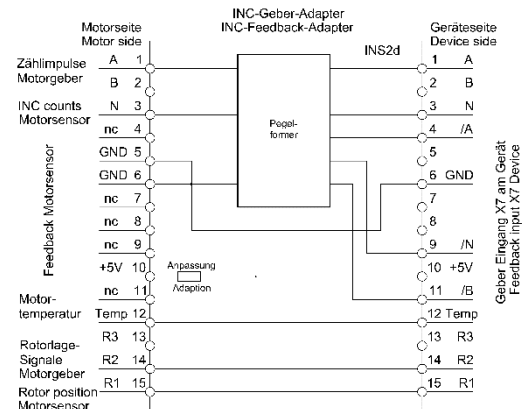 INC-Geber-Adapter
INC-Feedback-Adapter
Motorseite
Motor side
INS2d
Geräteseite
Device side
Zählimpulse
Motorgeber
INC counts
Motorsensor
Feedback Motorsensor
Motor-
temperatur
Rotorlage-
Signale
Motorgeber
Rotor position
Motorsensor
A 1
B 2
N 3
nc 4
GND 5
GND 6
nc 7
nc 8
nc 9
+5V 10
nc 11
Temp 12
R3 13
R2 14
R1 15
Pegel-
former
Anpassung
Adaption
1 A
2 B
3 N
4 /A
5
6 GND
7
8
9 /N
10 +5V
11 /B
12 Temp
13 R3
14 R2
15 R1
Geber Eingang X7 am Gerät
Feedback input X7 Device